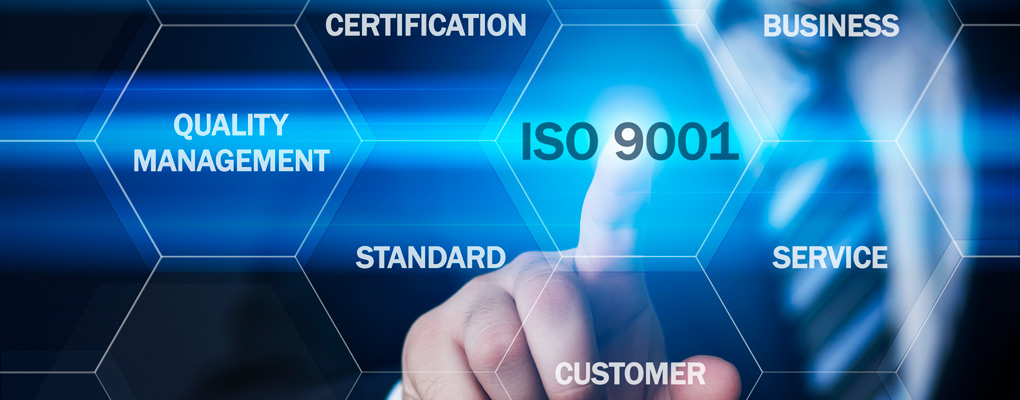 CERTIFICATION
BUSINESS
QUALITY
MANAGEMENT
ISO 9001
STANDARD
SERVICE
CUSTOMER